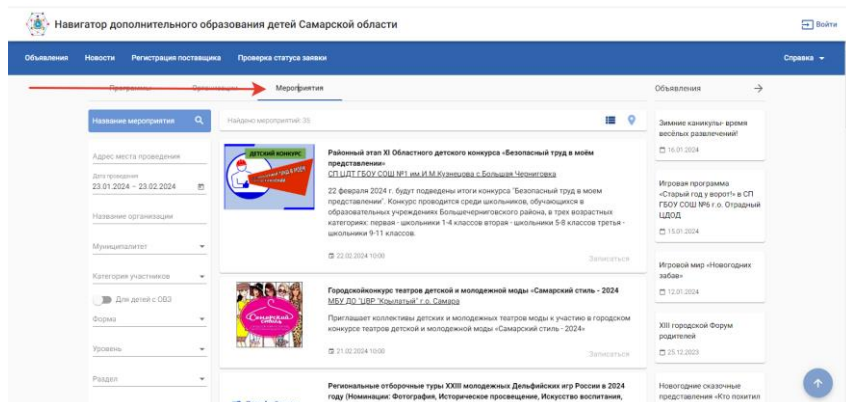 Навигатор дополнительного образования детей Самарской области
Войти
Объявления Новости Регистрация поставщика Проверка статуса заявки Справка
Программы Организации Мероприятия
Название мероприятия
Адрес места проведения
Дата проведения
23.01.2024 – 23.02.2024
Название организации
Муниципалитет
Категория участников
Для детей с ОВЗ
Форма
Уровень
Раздел
Найдено мероприятий: 35
ДЕТСКИЙ КОНКУРС
Районный этап XI Областного детского конкурса «Безопасный труд в моём
представлении»
СП ЦДТ ГБОУ СОШ №1 им.И.М.Кузнецова с.Большая Черниговка
22 февраля 2024 г. будут подведены итоги конкурса "Безопасный труд в моем
представлении". Конкурс проводится среди школьников, обучающихся в
образовательных учреждениях Большечерниговского района, в трех возрастных
категориях: первая - школьники 1-4 классов вторая - школьники 5-8 классов третья -
школьники 9-11 классов.
22.02.2024 10:00 Записаться
Самарский
стиль
Городскойконкурс театров детской и молодежной моды «Самарский стиль - 2024
МБУ ДО "ЦВР "Крылатый" г.о. Самара
Приглашает коллективы детских и молодежных театров моды к участию в городском
конкурсе театров детской и молодежной моды «Самарский стиль - 2024»
21.02.2024 10:00 Записаться
Региональные отборочные туры XXIII молодежных Дельфийских игр России в 2024
году (Номинации: Фотография, Историческое просвещение, Искусство воспитания,
Объявления
Зимние каникулы- время
весёлых развлечений!
16.01.2024
Игровая программа
«Старый год у ворот!» в СП
ГБОУ СОШ №6 г.о. Отрадный
ЦДОД
15.01.2024
Игровой мир «Новогодних
забав»
12.01.2024
XIII городской Форум
родителей
25.12.2023
Новогодние сказочные
представления «Кто похитил